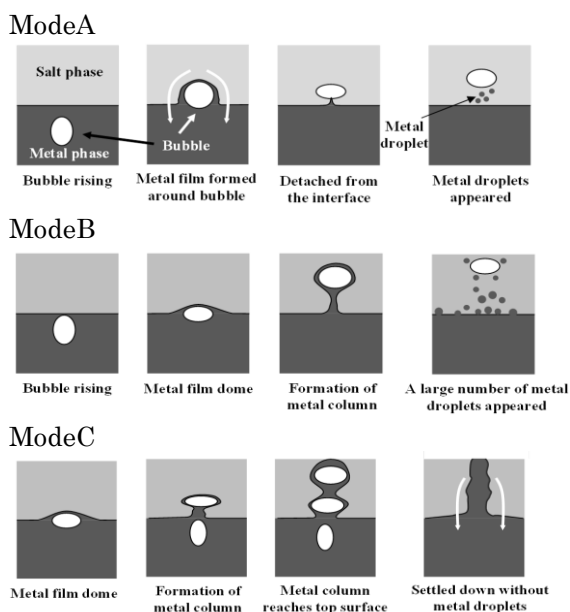 ModeA
Salt phase
Metal phase
Bubble
Metal
droplet
Bubble rising
Metal film formed
around bubble
Detached from
the interface
Metal droplets
appeared
ModeB
Bubble rising
Metal film dome
Formation of
metal column
A large number of metal
droplets appeared
ModeC
Metal film dome
Formation of
metal column
Metal column
reaches top surface
Settled down without
metal droplets